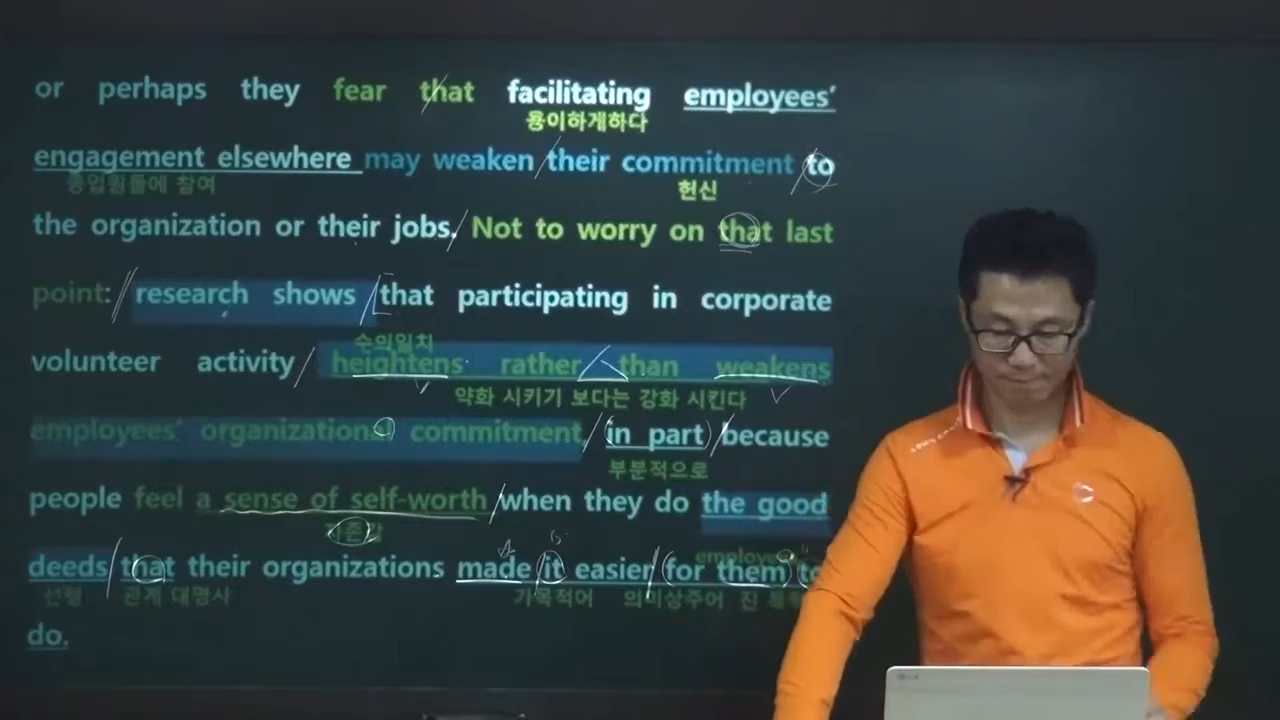 or perhaps they fear that facilitating employees’
용이하게하다
engagement elsewhere may weaken their commitment to
참여
헌신
the organization or their jobs. Not to worry on that last
point: research shows that participating in corporate
수의일치
volunteer activity heightens rather than weakens
약화 시키기 보다는 강화 시킨다
employees’ organizational commitment, in part because
부분적으로
people feel a sense of self-worth when they do the good
자존감
deeds that their organizations made it easier for them to
선행 관계 대명사 가목적어 의미상주어 진
do.
LG